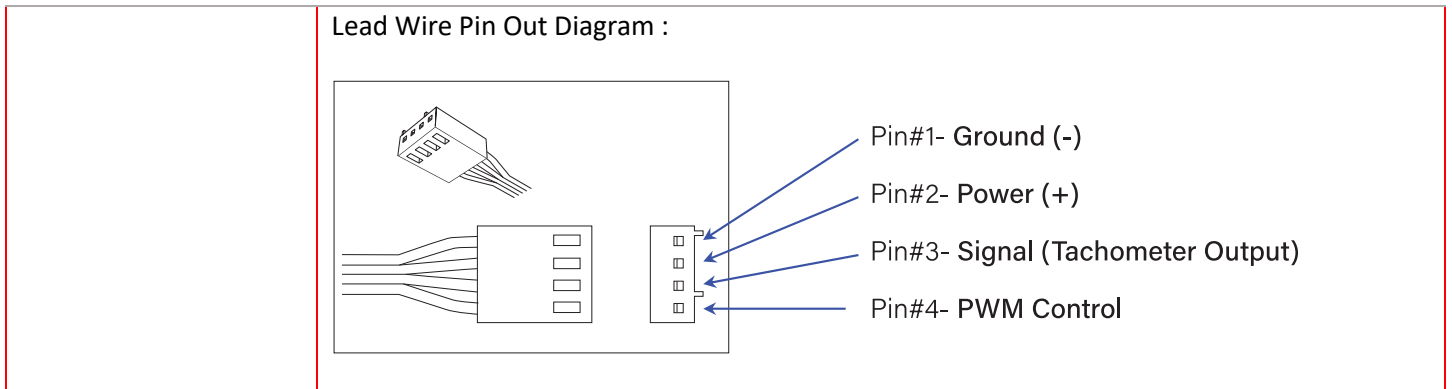 Lead Wire Pin Out Diagram :
Pin#1- Ground (-)
Pin#2- Power (+)
Pin#3- Signal (Tachometer Output)
Pin#4- PWM Control